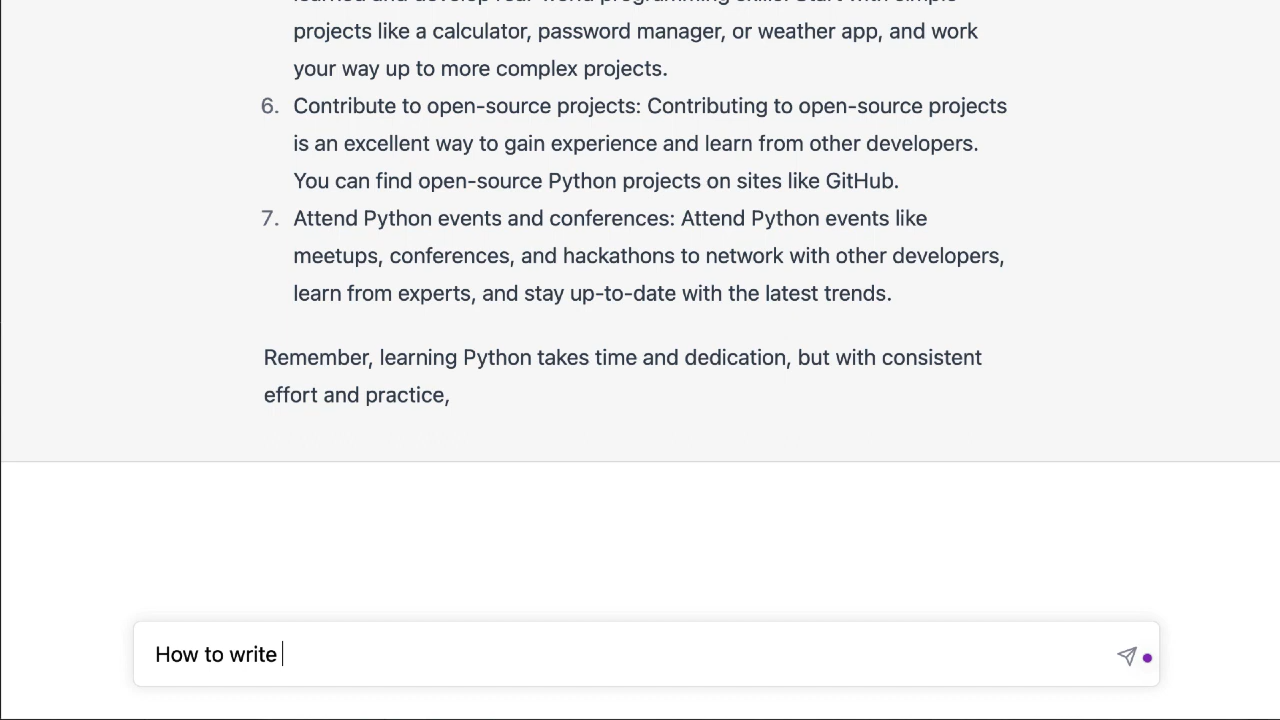 projects like a calculator, password manager, or weather app, and work
your way up to more complex projects.
6. Contribute to open-source projects: Contributing to open-source projects
is an excellent way to gain experience and learn from other developers.
You can find open-source Python projects on sites like GitHub.
7. Attend Python events and conferences: Attend Python events like
meetups, conferences, and hackathons to network with other developers,
learn from experts, and stay up-to-date with the latest trends.
Remember, learning Python takes time and dedication, but with consistent
effort and practice,
How to write